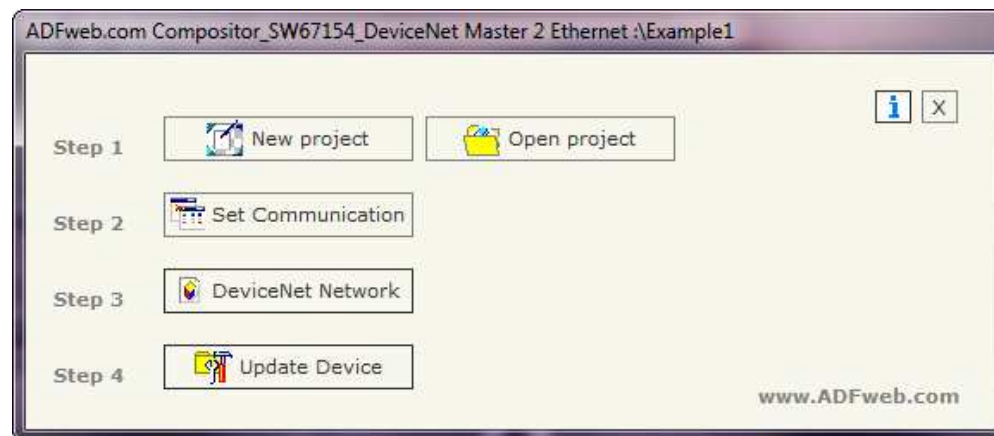 ADFweb.com Compositor_SW67154_DeviceNet Master 2 Ethernet :\Example1
i X
Step 1 New project Open project
Step 2 Set Communication
Step 3 DeviceNet Network
Step 4 Update Device
www.ADFweb.com